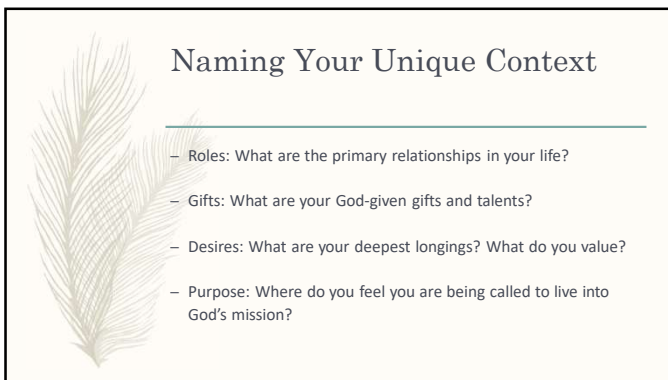 Naming Your Unique Context
– Roles: What are the primary relationships in your life?
– Gifts: What are your God-given gifts and talents?
– Desires: What are your deepest longings? What do you value?
– Purpose: Where do you feel you are being called to live into
God’s mission?